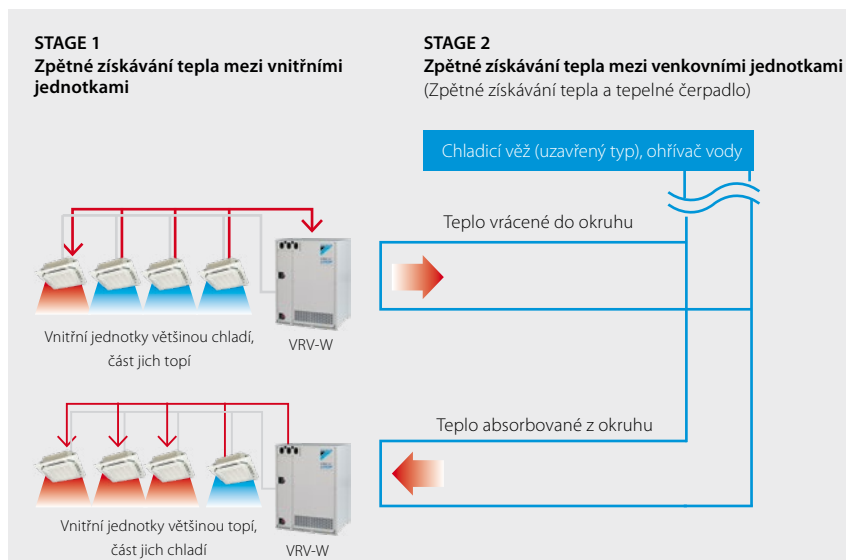 STAGE 1
Zpětné získávání tepla mezi vnitřními
jednotkami
STAGE 2
Zpětné získávání tepla mezi venkovními jednotkami
(Zpětné získávání tepla a tepelné čerpadlo)
Chladicí věž (uzavřený typ), ohřívač vody
Teplo vrácené do okruhu
Vnitřní jednotky většinou chladí,
část jich topí
VRV-W
Teplo absorbované z okruhu
Vnitřní jednotky většinou topí,
část jich chladí
VRV-W